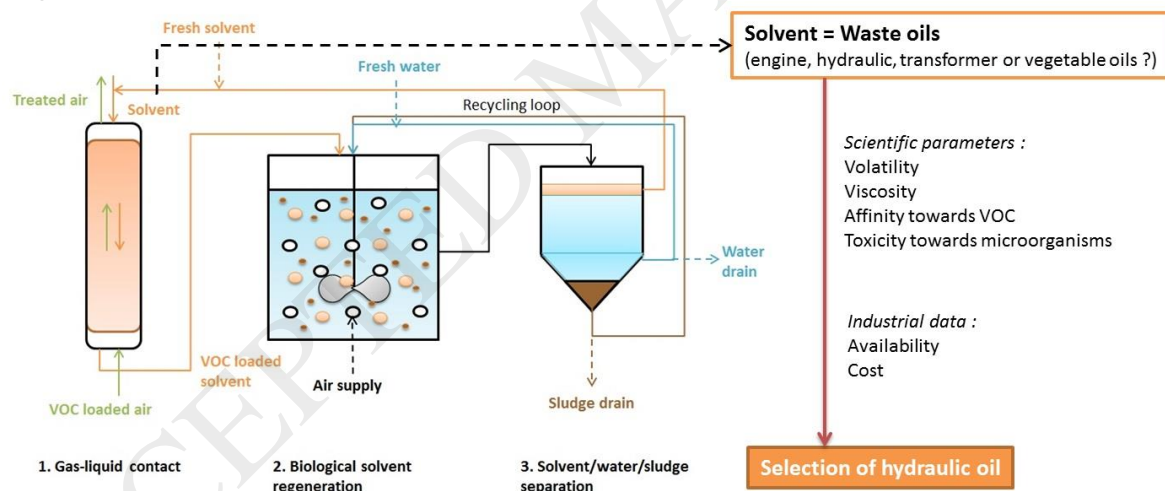 Fresh solvent
Fresh water
Treated air
Solvent
Recycling loop
VOC loaded
solvent
Air supply
VOC loaded air
Water
drain
Sludge drain
1. Gas-liquid contact
2. Biological solvent
regeneration
3. Solvent/water/sludge
separation
Solvent = Waste oils
(engine, hydraulic, transformer or vegetable oils ?)
Scientific parameters :
Volatility
Viscosity
Affinity towards VOC
Toxicity towards microorganisms
Industrial data :
Availability
Cost
Selection of hydraulic oil
CEPTED MA